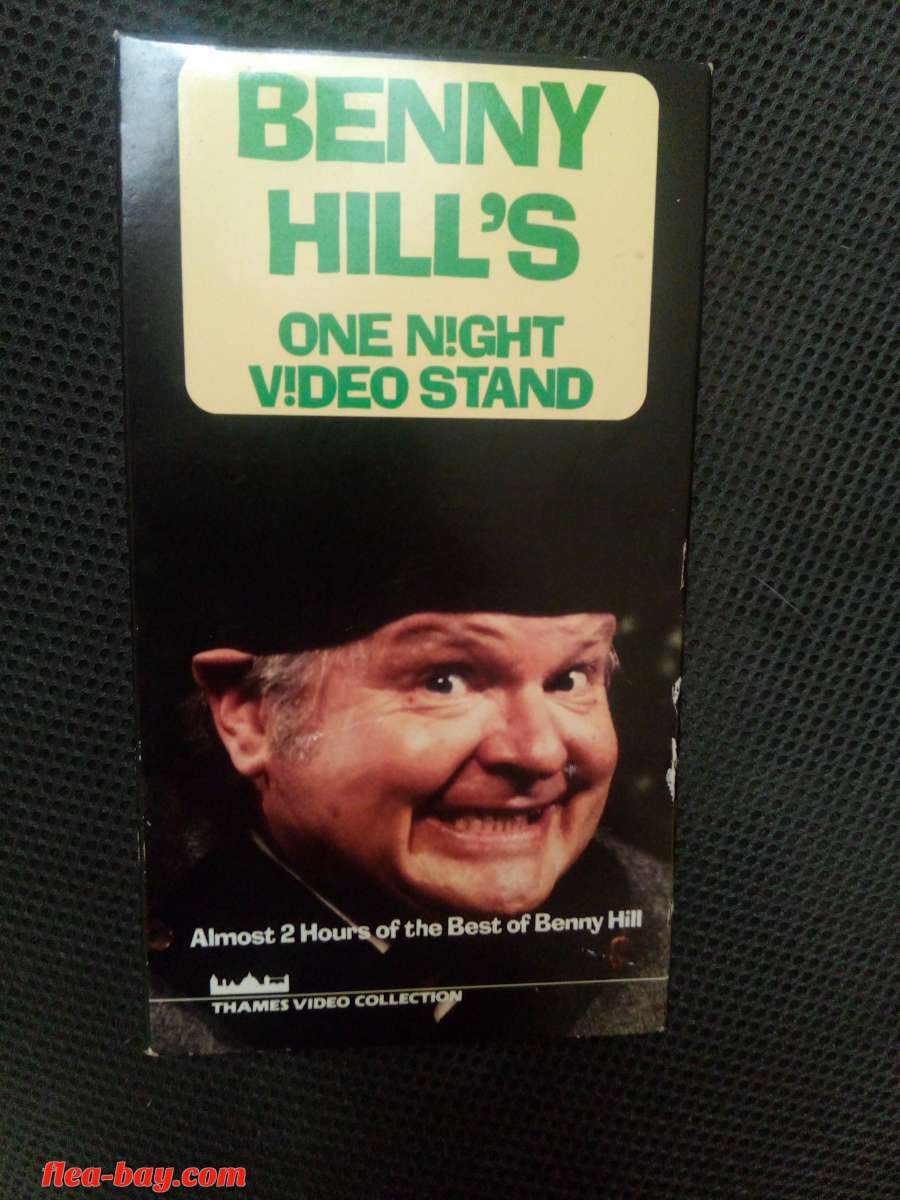 BENNY
HILL'S
ONE N!GHT
V!DEO STAND
Almost 2 Hours of the Best of Benny Hill
THAMES VIDEO COLLECTION
flea-bay.com